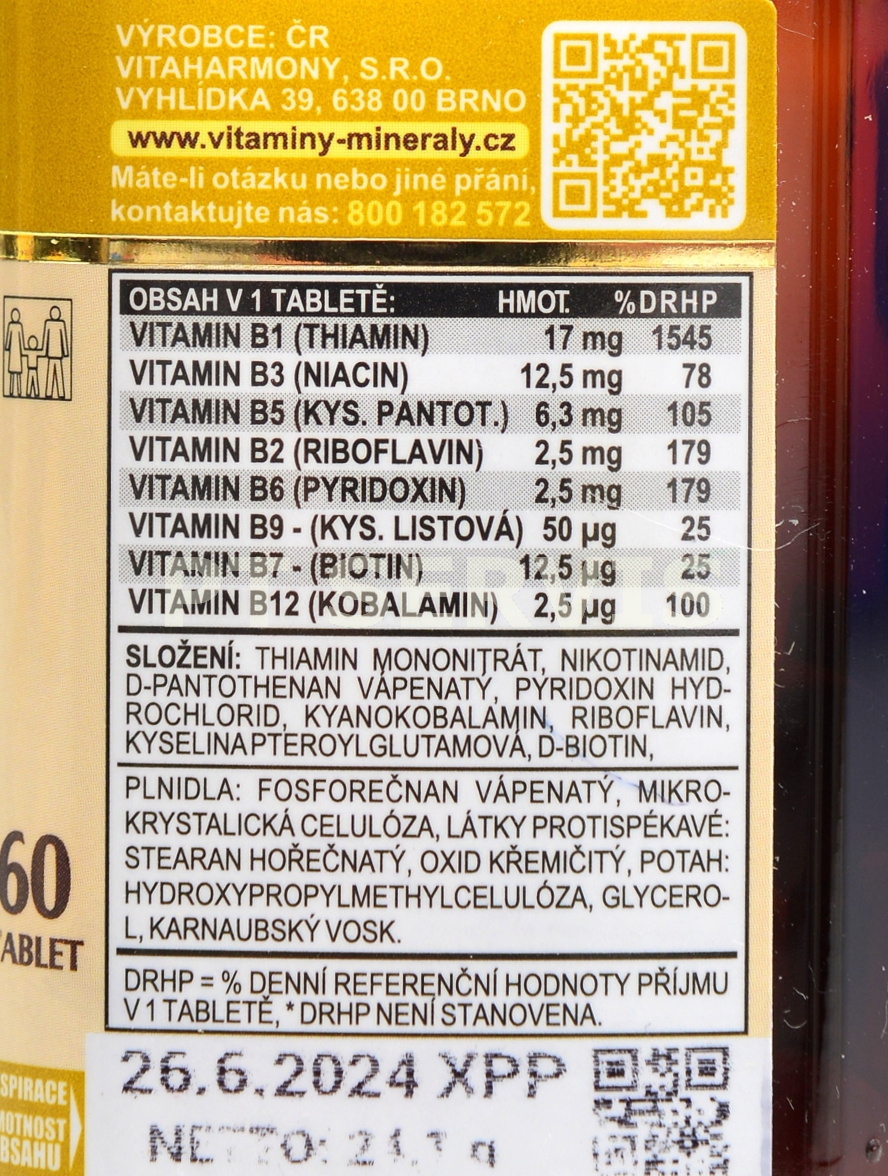 VÝROBCE: ČR
VITAHARMONY, S.R.O.
VYHLÍDKA 39, 638 00 BRNO
www.vitaminy-mineraly.cz
Máte-li otázku nebo jiné přání,
kontaktujte nás: 800 182 572
OBSAH V 1 TABLETĚ: HMOT. %DRHP
VITAMIN B1 (THIAMIN) 17 mg 1545
VITAMIN B3 (NIACIN) 12,5 mg 78
VITAMIN B5 (KYS. PANTOT.) 6,3 mg 105
VITAMIN B2 (RIBOFLAVIN) 2,5 mg 179
VITAMIN B6 (PYRIDOXIN) 2,5 mg 179
VITAMIN B9 - (KYS. LISTOVÁ) 50 µg 25
VITAMIN B7 - (BIOTIN) 12,5 µg 25
VITAMIN B12 (KOBALAMIN) 2,5 µg 100
SLOŽENÍ: THIAMIN MONONITRÁT, NIKOTINAMID,
D-PANTOTHENAN VÁPENATÝ, PYRIDOXIN HYD-
ROCHLORID, KYANOKOBALAMIN, RIBOFLAVIN,
KYSELINA PTEROYLGLUTAMOVÁ, D-BIOTIN,
PLNIDLA: FOSFOREČNAN VÁPENATÝ, MIKRO-
KRYSTALICKÁ CELULÓZA, LÁTKY PROTISPÉKAVÉ:
STEARAN HOŘEČNATÝ, OXID KŘEMIČITÝ, POTAH:
HYDROXYPROPYLMETHYLCELULÓZA, GLYCERO-
L, KARNAUBSKÝ VOSK.
DRHP = % DENNÍ REFERENČNÍ HODNOTY PŘÍJMU
V 1 TABLETĚ, * DRHP NENÍ STANOVENA.
60
TABLET
26.6.2024 XPP
NETTO:
SPIRACE
MOTNOST
BSAHU